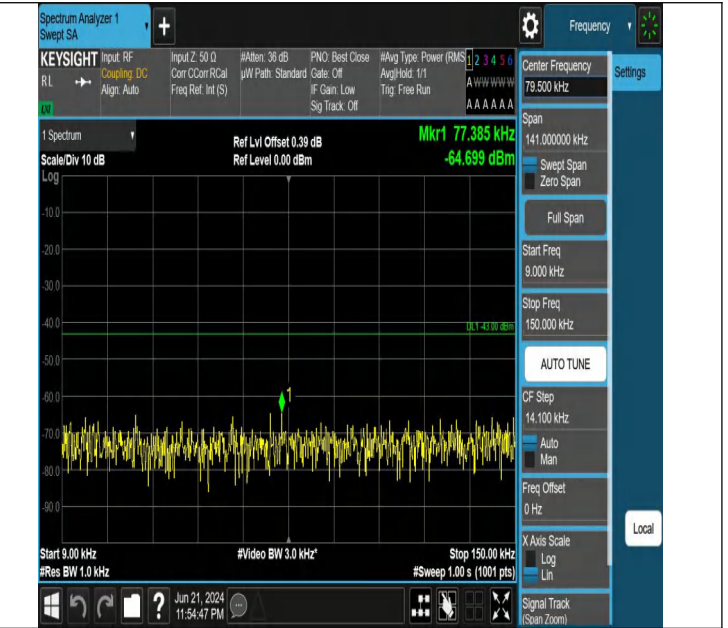 Spectrum Analyzer 1
Swept SA
+
Frequency
KEYSIGHT
RL
Input: RF
Coupling: DC
Align: Auto
Input Z: 50 Ω
Corr CCorr RCal
Freq Ref: Int (S)
#Atten: 36 dB
µW Path: Standard
PNO: Best Close
Gate: Off
IF Gain: Low
Sig Track: Off
#Avg Type: Power (RMS
Avg|Hold: 1/1
Trig: Free Run
1 2 3 4 5 6
A W W W W W
A A A A A A
1 Spectrum
Scale/Div 10 dB
Log
Ref Lvl Offset 0.39 dB
Ref Level 0.00 dBm
Mkr1 77.385 kHz
-64.699 dBm
-10.0
-20.0
-30.0
-40.0
-50.0
-60.0
-70.0
-80.0
-90.0
DL1 -43.00 dBm
1
Start 9.00 kHz
#Res BW 1.0 kHz
#Video BW 3.0 kHz*
Stop 150.00 kHz
#Sweep 1.00 s (1001 pts)
Center Frequency
79.500 kHz
Span
141.000000 kHz
Swept Span
Zero Span
Full Span
Start Freq
9.000 kHz
Stop Freq
150.000 kHz
AUTO TUNE
CF Step
14.100 kHz
Auto
Man
Freq Offset
0 Hz
X Axis Scale
Log
Lin
Signal Track
(Span Zoom)
Settings
Local
?
Jun 21, 2024
11:54:47 PM